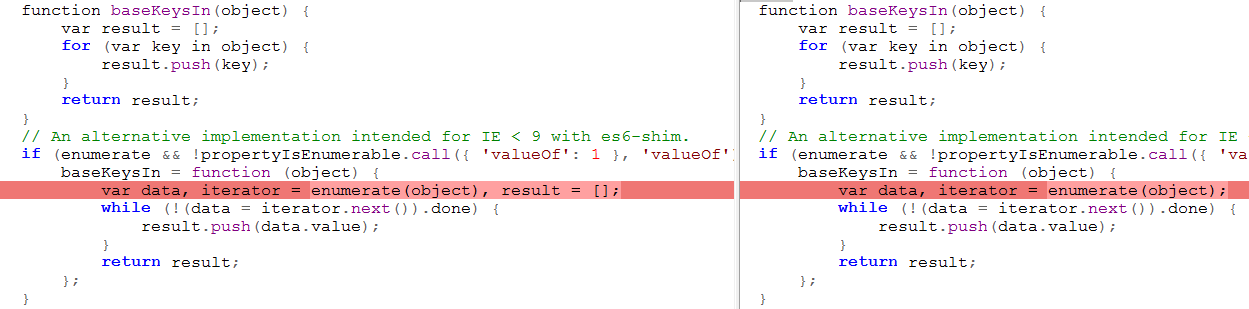 function baseKeysIn(object) {
    var result = [];
    for (var key in object) {
        result.push(key);
    }
    return result;
}
// An alternative implementation intended for IE < 9 with es6-shim.
if (enumerate && !propertyIsEnumerable.call({ 'valueOf': 1 }, 'valueOf')
    baseKeysIn = function (object) {
        var data, iterator = enumerate(object), result = [];
        while (!(data = iterator.next()).done) {
            result.push(data.value);
        }
        return result;
    };
}
function baseKeysIn(object) {
    var result = [];
    for (var key in object) {
        result.push(key);
    }
    return result;
}
// An alternative implementation intended for IE
if (enumerate && !propertyIsEnumerable.call({ 'va
    baseKeysIn = function (object) {
        var data, iterator = enumerate(object);
        while (!(data = iterator.next()).done) {
            result.push(data.value);
        }
        return result;
    };
}